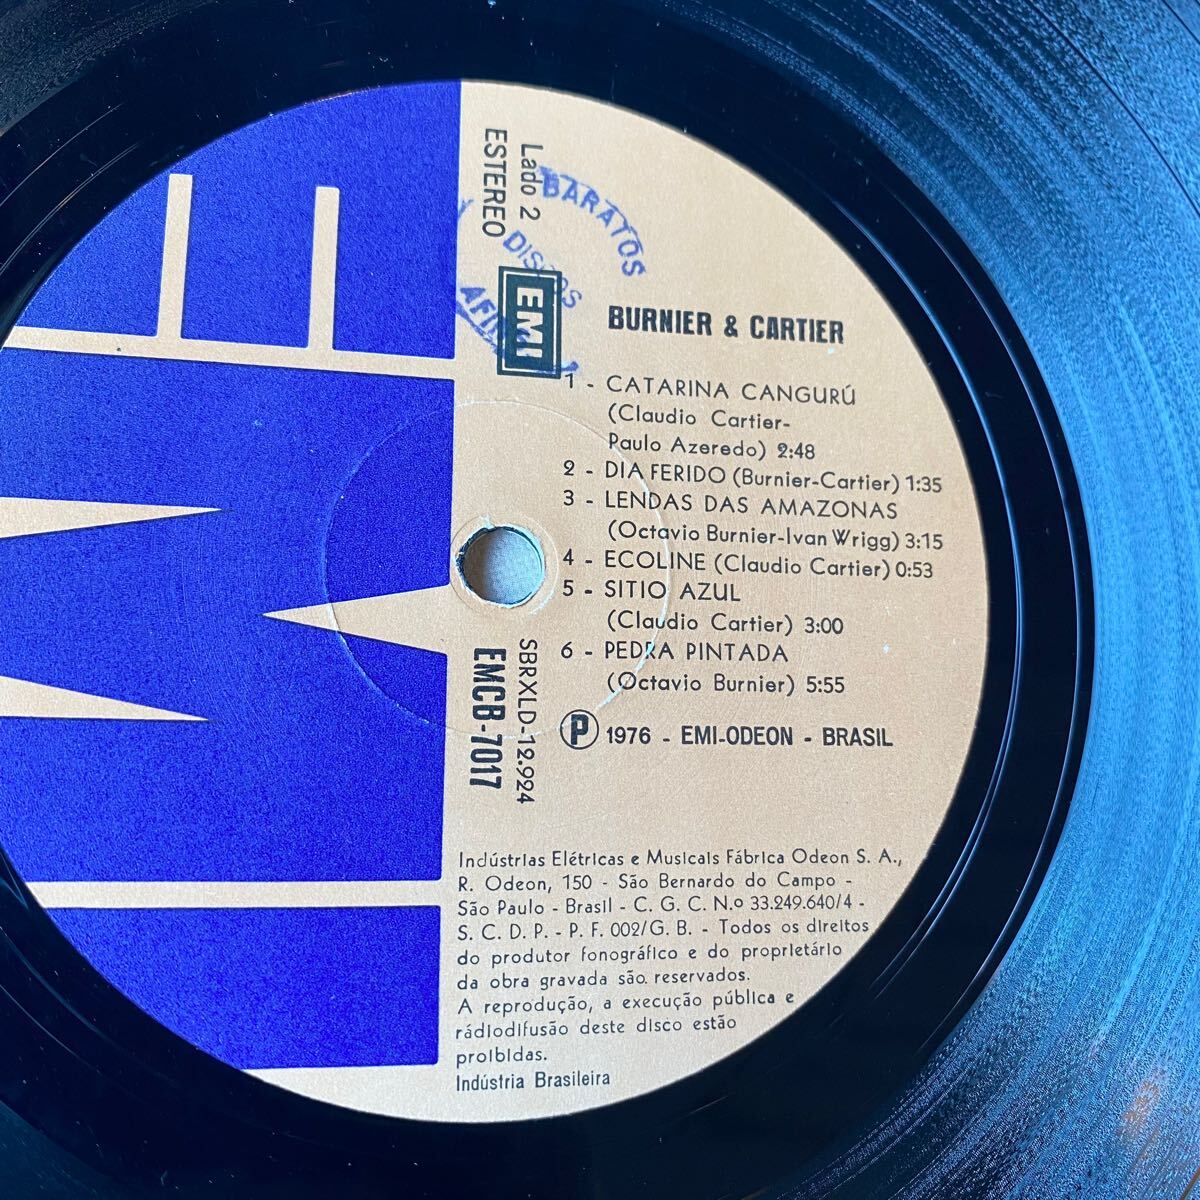 Lado 2
ESTEREO
BARATOS
DISCOS
EMI
BURNIER & CARTIER
1 - CATARINA CANGURÚ
(Claudio Cartier-
Paulo Azeredo) 2:48
2 - DIA FERIDO (Burnier-Cartier) 1:35
3 - LENDAS DAS AMAZONAS
(Octavio Burnier-Ivan Wrigg) 3:15
4 - ECOLINE (Claudio Cartier) 0:53
5 - SITIO AZUL
(Claudio Cartier) 3:00
6 - PEDRA PINTADA
(Octavio Burnier) 5:55
Ⓟ 1976 - EMI-ODEON - BRASIL
SBRXLD-12.924
EMCB-7017
Indústrias Elétricas e Musicais Fábrica Odeon S. A.,
R. Odeon, 150 - São Bernardo do Campo -
São Paulo - Brasil - C. G. C. N.o 33.249.640/4 -
S. C. D. P. - P. F. 002/G. B. - Todos os direitos
do produtor fonográfico e do proprietário
da obra gravada são. reservados.
A reprodução, a execução pública e
rádiodifusão deste disco estão
proibidas.
Indústria Brasileira